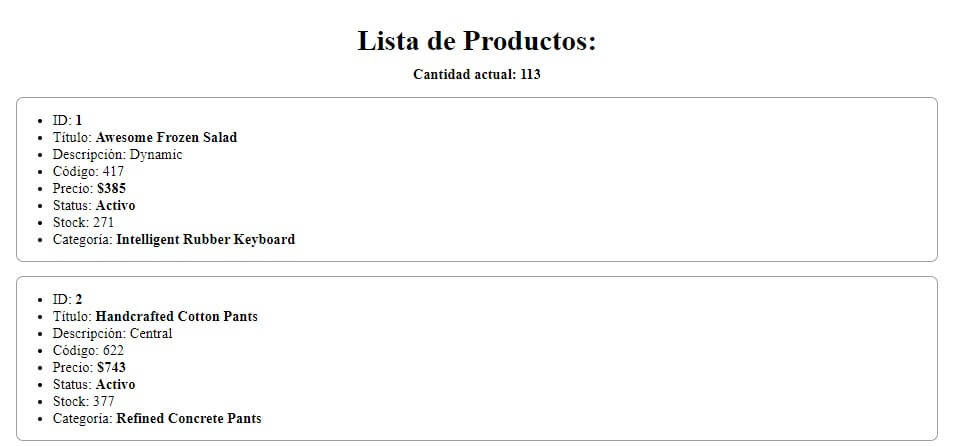 Lista de Productos:
Cantidad actual: 113
ID: 1
Título: Awesome Frozen Salad
Descripción: Dynamic
Código: 417
Precio: $385
Status: Activo
Stock: 271
Categoría: Intelligent Rubber Keyboard
ID: 2
Título: Handcrafted Cotton Pants
Descripción: Central
Código: 622
Precio: $743
Status: Activo
Stock: 377
Categoría: Refined Concrete Pants